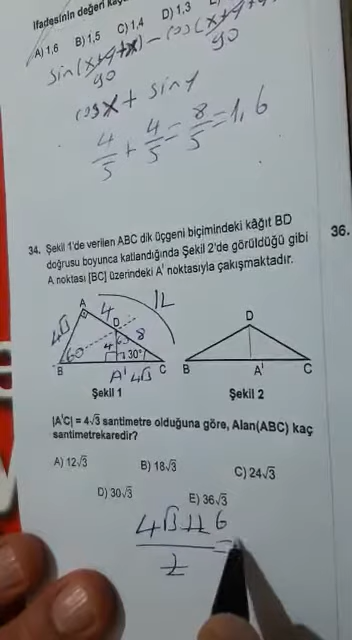 ifadesinin değeri kaç
A) 1,6 B) 1,5 C) 1,4 D) 1,3
90 90
cos x + sin y
4/5 + 4/5 = 8/5 = 1,6
34. Şekil 1'de verilen ABC dik üçgeni biçimindeki kâğıt BD
doğrusu boyunca katlandığında Şekil 2'de görüldüğü gibi
A noktası [BC] üzerindeki A' noktasıyla çakışmaktadır.
36.
A 4 12
4√3 D 8 D
60 4 30°
B A' 4√3 C B A' C
Şekil 1 Şekil 2
|A'C| = 4√3 santimetre olduğuna göre, Alan(ABC) kaç
santimetrekaredir?
A) 12√3 B) 18√3 C) 24√3
D) 30√3 E) 36√3
4√3 12 6
2 =